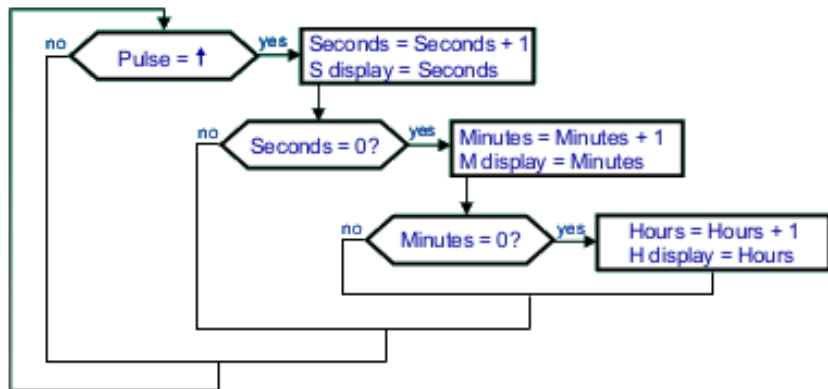 no
Pulse = ↑
yes
Seconds = Seconds + 1
S display = Seconds
no
Seconds = 0?
yes
Minutes = Minutes + 1
M display = Minutes
no
Minutes = 0?
yes
Hours = Hours + 1
H display = Hours